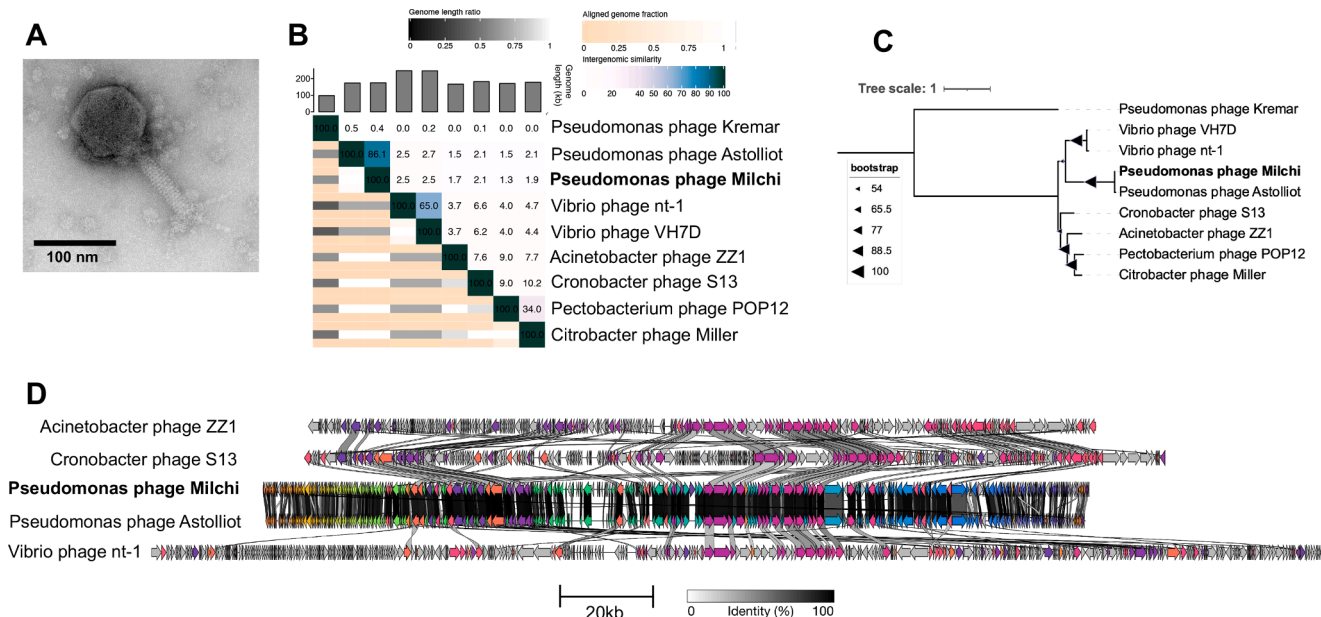 A
100 nm
B
Genome length ratio
0 0.25 0.5 0.75 1
Aligned genome fraction
0 0.25 0.5 0.75 1
Intergenomic similarity
0 20 40 60 70 80 90 100
200
100
0
Genome
length (kb)
100.0 0.5 0.4 0.0 0.2 0.0 0.1 0.0 0.0 Pseudomonas phage Kremar
100.0 86.1 2.5 2.7 1.5 2.1 1.5 2.1 Pseudomonas phage Astolliot
100.0 2.5 2.5 1.7 2.1 1.3 1.9 Pseudomonas phage Milchi
100.0 65.0 3.7 6.6 4.0 4.7 Vibrio phage nt-1
100.0 3.7 6.2 4.0 4.4 Vibrio phage VH7D
100.0 7.6 9.0 7.7 Acinetobacter phage ZZ1
100.0 9.0 10.2 Cronobacter phage S13
100.0 34.0 Pectobacterium phage POP12
100.0 Citrobacter phage Miller
C
Tree scale: 1
bootstrap
54
65.5
77
88.5
100
Pseudomonas phage Kremar
Vibrio phage VH7D
Vibrio phage nt-1
Pseudomonas phage Milchi
Pseudomonas phage Astolliot
Cronobacter phage S13
Acinetobacter phage ZZ1
Pectobacterium phage POP12
Citrobacter phage Miller
D
Acinetobacter phage ZZ1
Cronobacter phage S13
Pseudomonas phage Milchi
Pseudomonas phage Astolliot
Vibrio phage nt-1
20kb
0 Identity (%) 100